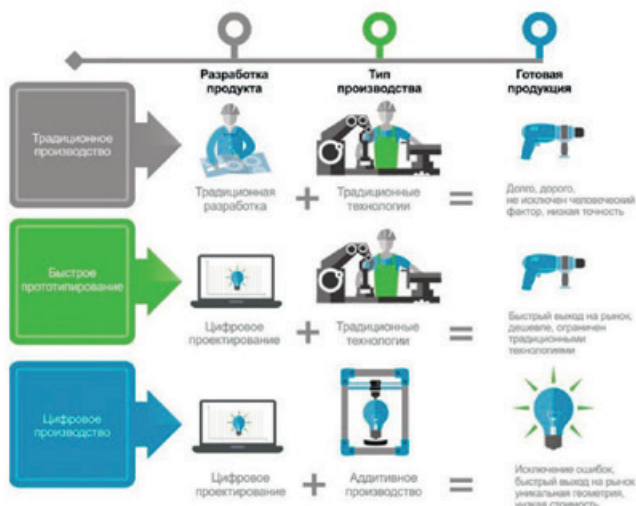 Разработка
продукта
Тип
производства
Готовая
продукция
Традиционное
производство
Традиционная
разработка
+
Традиционные
технологии
=
Долго, дорого,
не исключен человеческий
фактор, низкая точность
Быстрое
прототипирование
Цифровое
проектирование
+
Традиционные
технологии
=
Быстрый выход на рынок,
дешевле, ограничен
традиционными
технологиями
Цифровое
производство
Цифровое
проектирование
+
Аддитивное
производство
=
Исключение ошибок,
быстрый выход на рынок
уникальная геометрия,
низкая стоимость